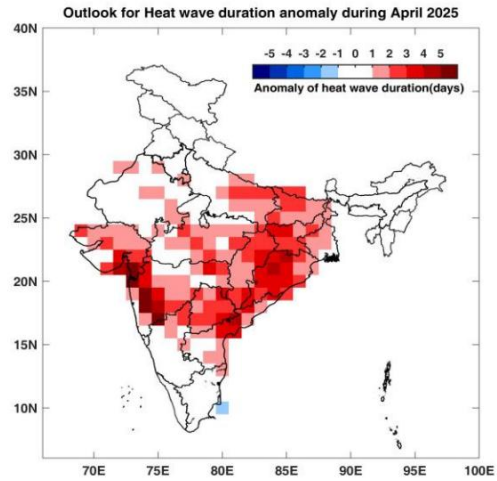 Outlook for Heat wave duration anomaly during April 2025
40N
-5 -4 -3 -2 -1 0 1 2 3 4 5
Anomaly of heat wave duration(days)
35N
30N
25N
20N
15N
10N
70E 75E 80E 85E 90E 95E 100E